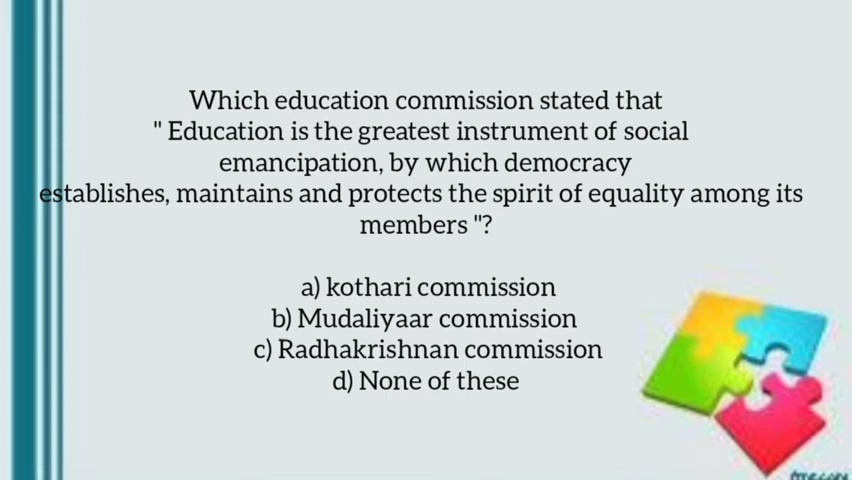 Which education commission stated that
" Education is the greatest instrument of social
emancipation, by which democracy
establishes, maintains and protects the spirit of equality among its
members "?
a) kothari commission
b) Mudaliyaar commission
c) Radhakrishnan commission
d) None of these